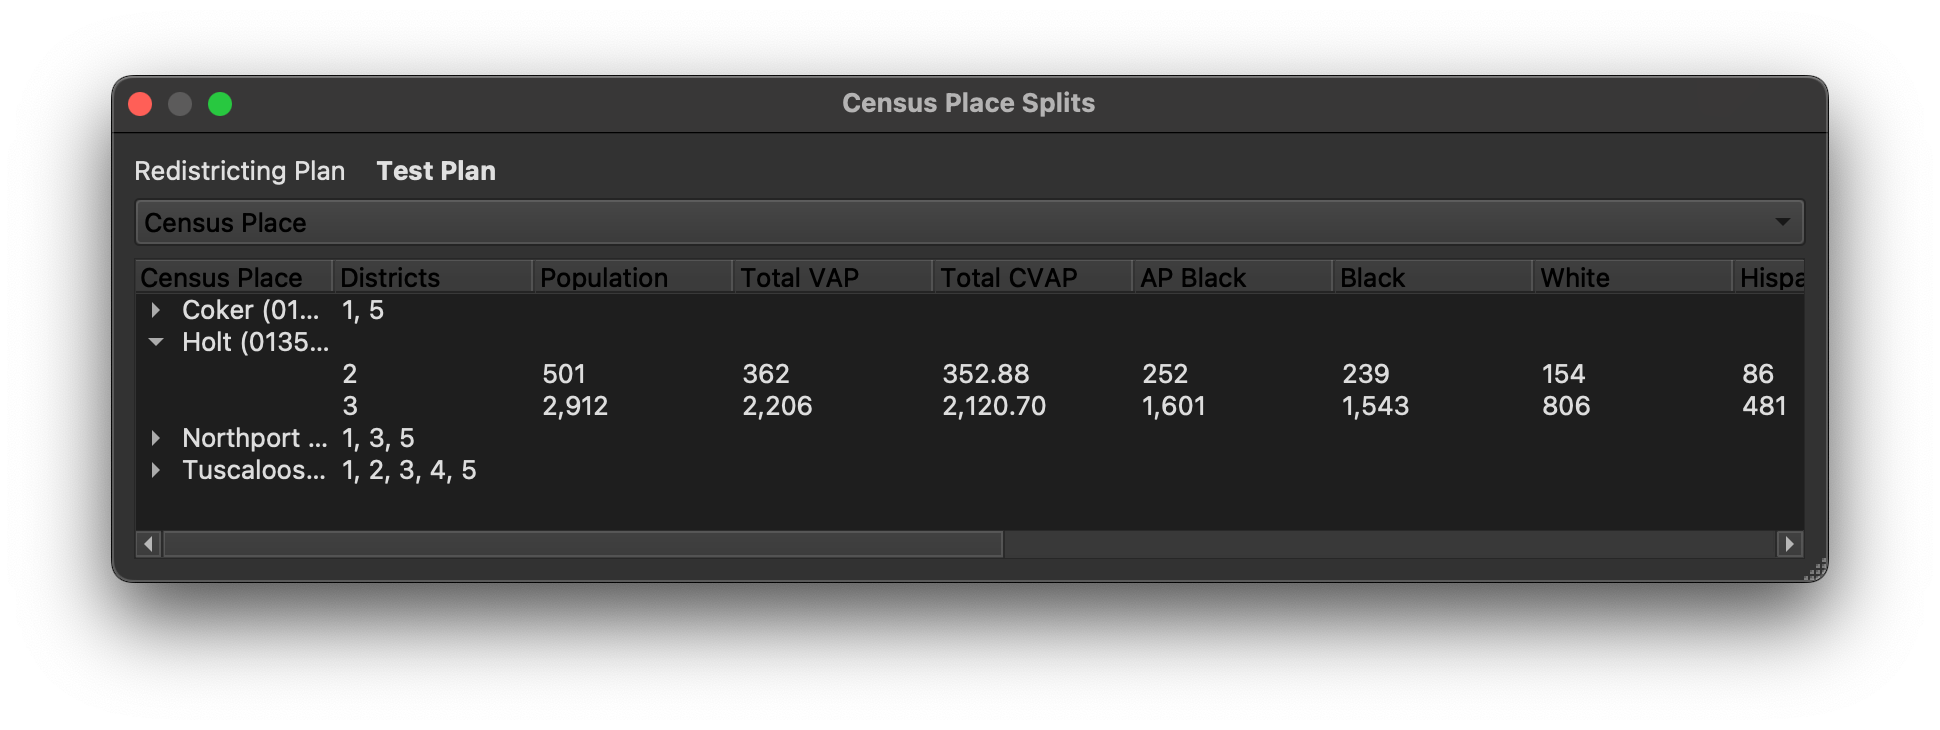 Census Place Splits
Redistricting Plan Test Plan
Census Place
Census Place Districts Population Total VAP Total CVAP AP Black Black White Hispa
Coker (01... 1, 5
Holt (0135...
2 501 362 352.88 252 239 154 86
3 2,912 2,206 2,120.70 1,601 1,543 806 481
Northport ... 1, 3, 5
Tuscaloos... 1, 2, 3, 4, 5